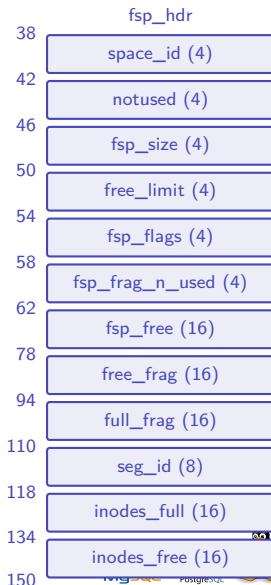 fsp_hdr
38
space_id (4)
42
notused (4)
46
fsp_size (4)
50
free_limit (4)
54
fsp_flags (4)
58
fsp_frag_n_used (4)
62
fsp_free (16)
78
free_frag (16)
94
full_frag (16)
110
seg_id (8)
118
inodes_full (16)
134
inodes_free (16)
150
MySQL PostgreSQL